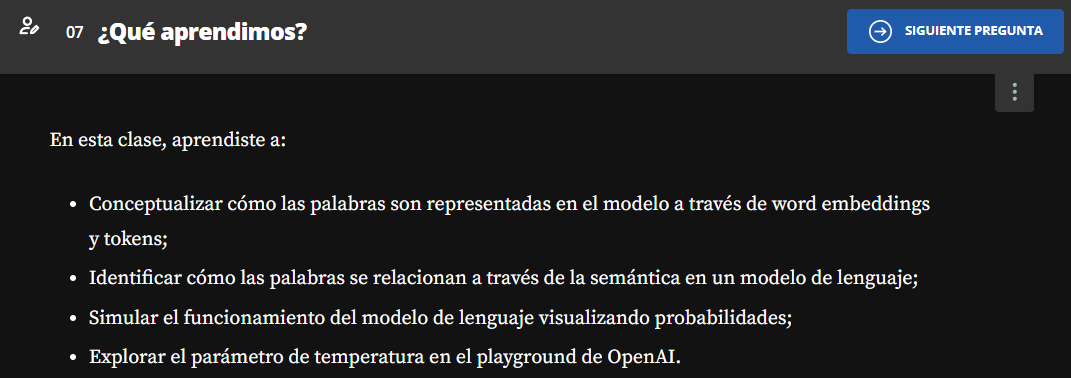 07 ¿Qué aprendimos?
SIGUIENTE PREGUNTA
En esta clase, aprendiste a:
• Conceptualizar cómo las palabras son representadas en el modelo a través de word embeddings
y tokens;
• Identificar cómo las palabras se relacionan a través de la semántica en un modelo de lenguaje;
• Simular el funcionamiento del modelo de lenguaje visualizando probabilidades;
• Explorar el parámetro de temperatura en el playground de OpenAI.